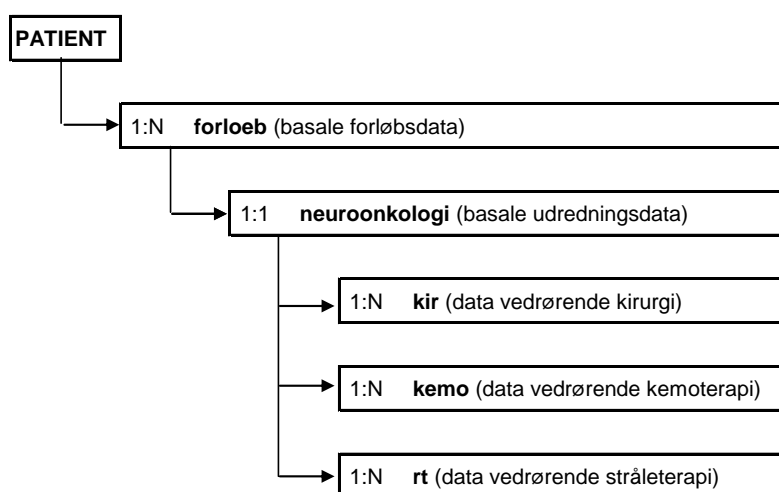 PATIENT
1:N forloeb (basale forløbsdata)
1:1 neuroonkologi (basale udredningsdata)
1:N kir (data vedrørende kirurgi)
1:N kemo (data vedrørende kemoterapi)
1:N rt (data vedrørende stråleterapi)